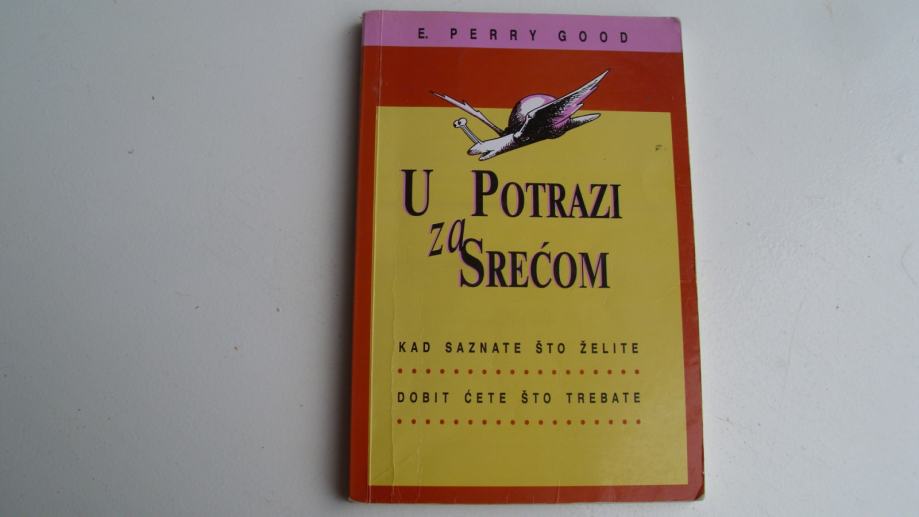 E. PERRY GOOD
U POTRAZI
za
SREĆOM
KAD SAZNATE ŠTO ŽELITE
DOBIT ĆETE ŠTO TREBATE